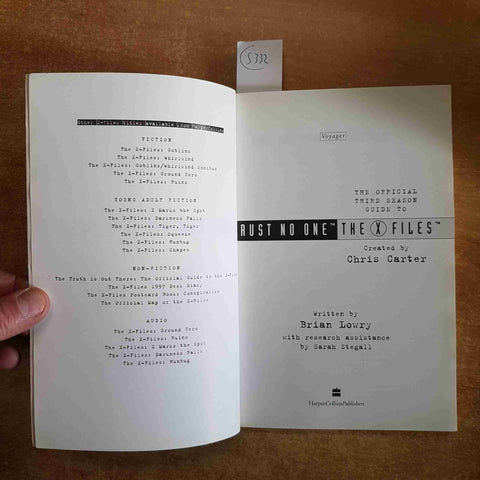 S 332
Other X-Files titles available from HarperCollins
FICTION
The X-Files: Goblins
The X-Files: Whirlwind
The X-Files: Goblins/Whirlwind Omnibus
The X-Files: Ground Zero
The X-Files: Ruins
YOUNG ADULT FICTION
The X-Files: X Marks the Spot
The X-Files: Darkness Falls
The X-Files: Tiger, Tiger
The X-Files: Squeeze
The X-Files: Humbug
The X-Files: Shapes
NON-FICTION
The Truth is Out There: The Official Guide to the X-Files
The X-Files 1997 Desk Diary
The X-Files Postcard Book: Conspiracies
The Official Map of the X-Files
AUDIO
The X-Files: Ground Zero
The X-Files: Ruins
The X-Files: X Marks the Spot
The X-Files: Darkness Falls
The X-Files: Humbug
Voyager
THE OFFICIAL
THIRD SEASON
GUIDE TO
RUST NO ONE™ THE X FILES™
Created by
Chris Carter
Written by
Brian Lowry
with research assistance
by Sarah Stegall
HarperCollinsPublishers